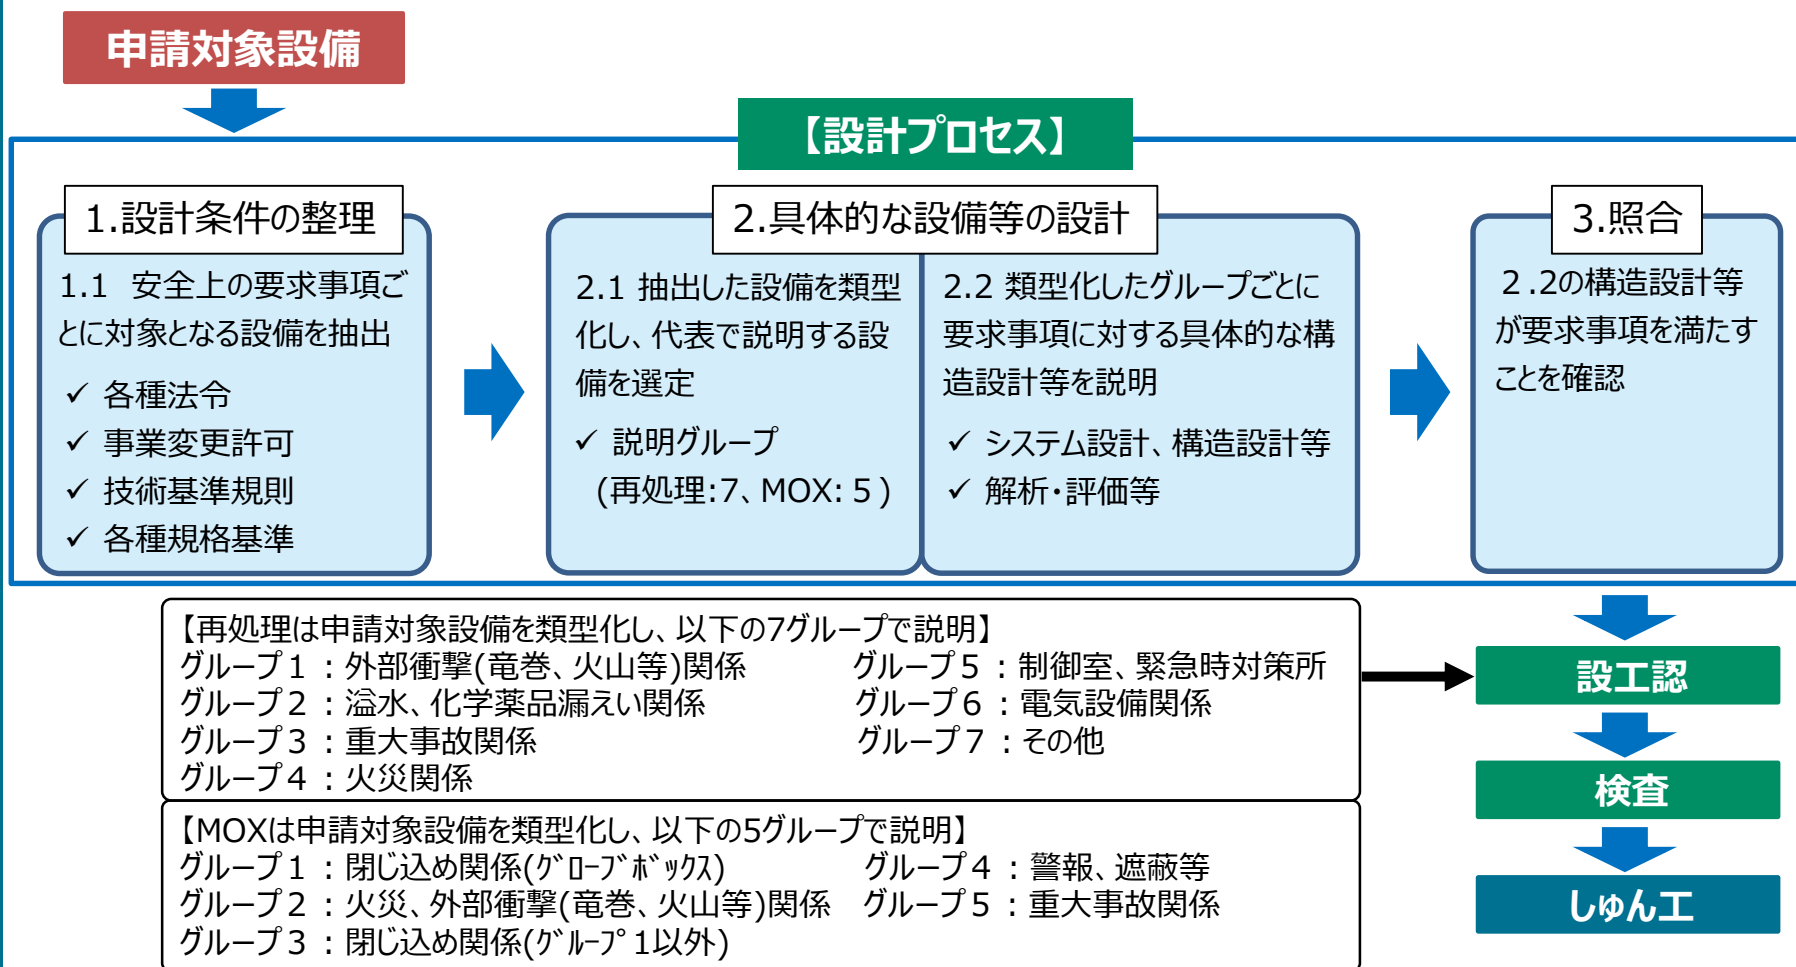 申請対象設備
【設計プロセス】
1.設計条件の整理
1.1 安全上の要求事項ご
とに対象となる設備を抽出
✓ 各種法令
✓ 事業変更許可
✓ 技術基準規則
✓ 各種規格基準
2.具体的な設備等の設計
2.1 抽出した設備を類型
化し、代表で説明する設
備を選定
✓ 説明グループ
(再処理:7、MOX:５)
2.2 類型化したグループごとに
要求事項に対する具体的な構
造設計等を説明
✓ システム設計、構造設計等
✓ 解析・評価等
3.照合
２.2の構造設計等
が要求事項を満たす
ことを確認
【再処理は申請対象設備を類型化し、以下の7グループで説明】
グループ１：外部衝撃(竜巻、火山等)関係
グループ２：溢水、化学薬品漏えい関係
グループ３：重大事故関係
グループ４：火災関係
グループ５：制御室、緊急時対策所
グループ６：電気設備関係
グループ７：その他
【MOXは申請対象設備を類型化し、以下の5グループで説明】
グループ１：閉じ込め関係(ｸﾞﾛｰﾌﾞﾎﾞｯｸｽ)
グループ２：火災、外部衝撃(竜巻、火山等)関係
グループ３：閉じ込め関係(ｸﾞﾙｰﾌﾟ1以外)
グループ４：警報、遮蔽等
グループ５：重大事故関係
設工認
検査
しゅん工